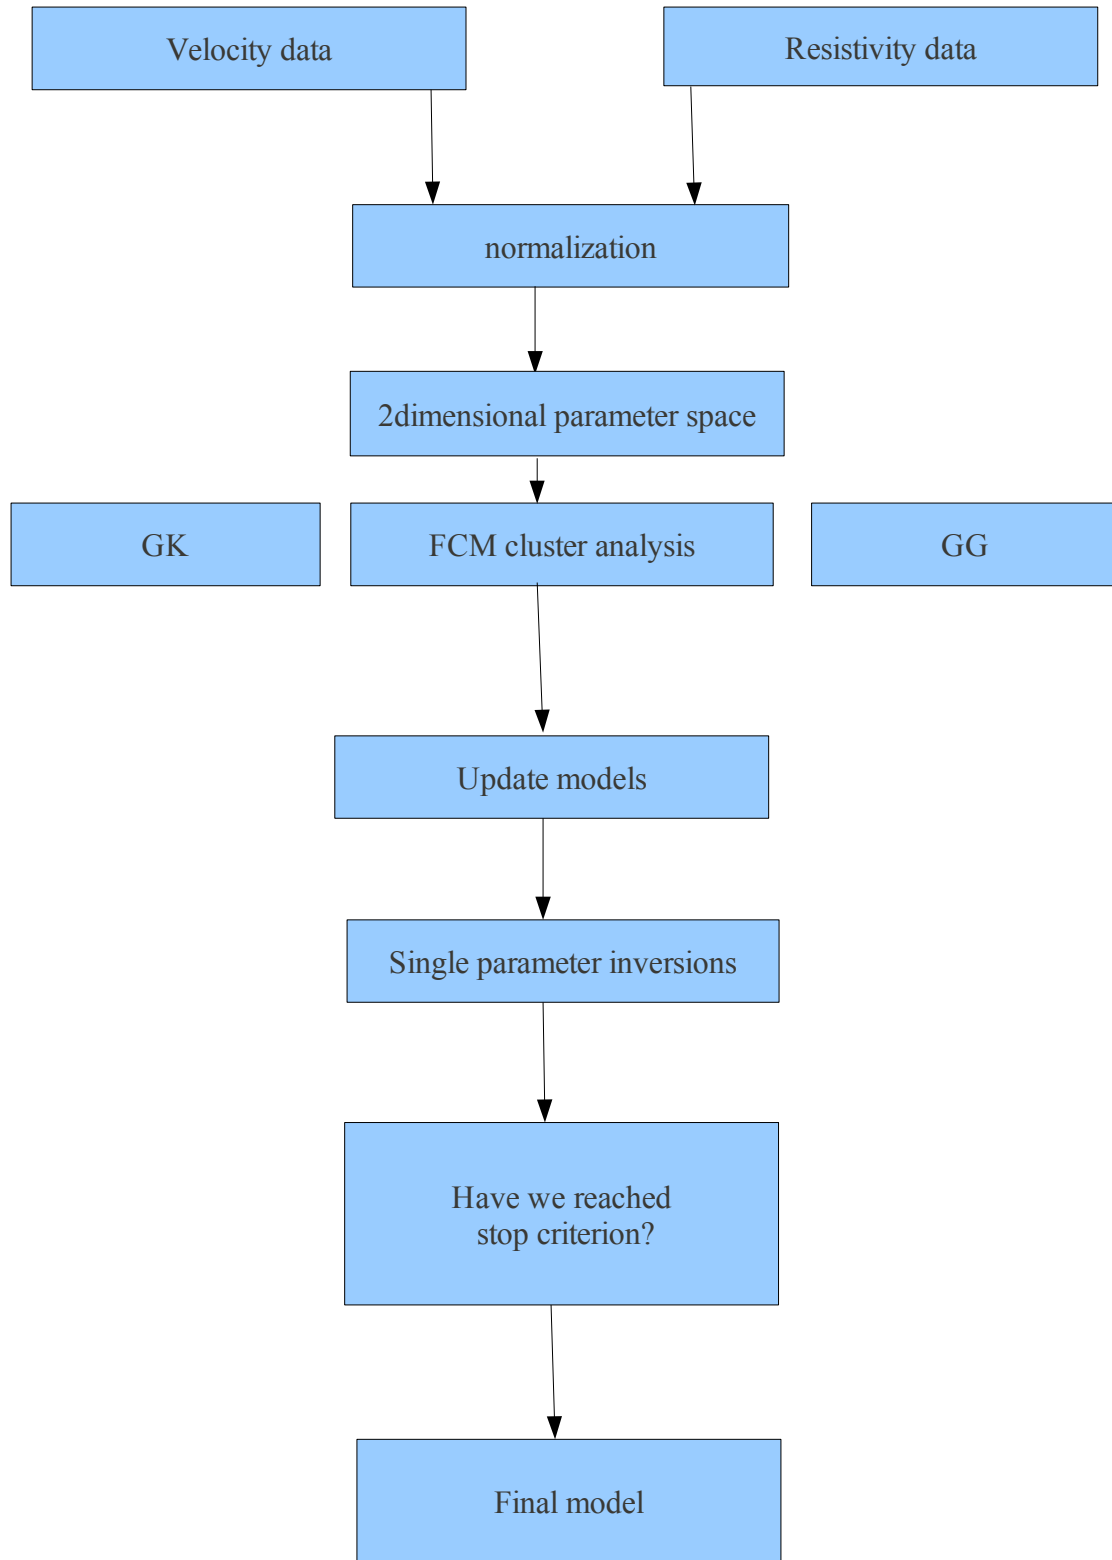 Velocity data
Resistivity data
normalization
2dimensional parameter space
GK
FCM cluster analysis
GG
Update models
Single parameter inversions
Have we reached
stop criterion?
Final model